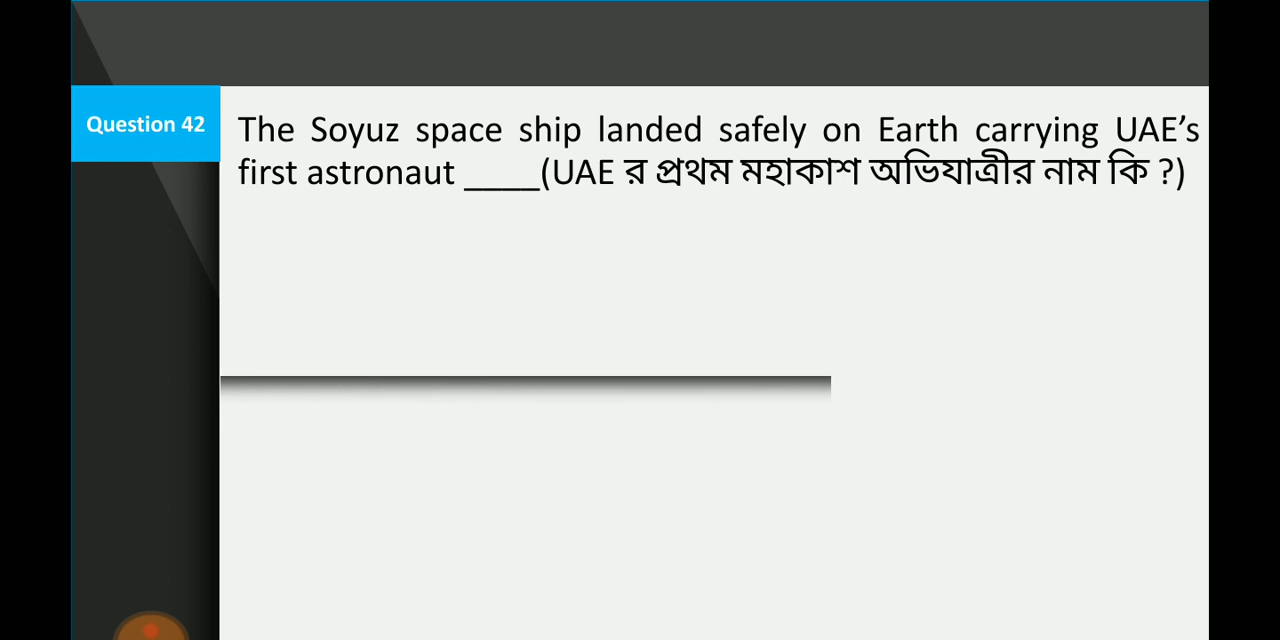 Question 42
The Soyuz space ship landed safely on Earth carrying UAE’s
first astronaut ____(UAE র প্রথম মহাকাশ অভিযাত্রীর নাম কি ?)